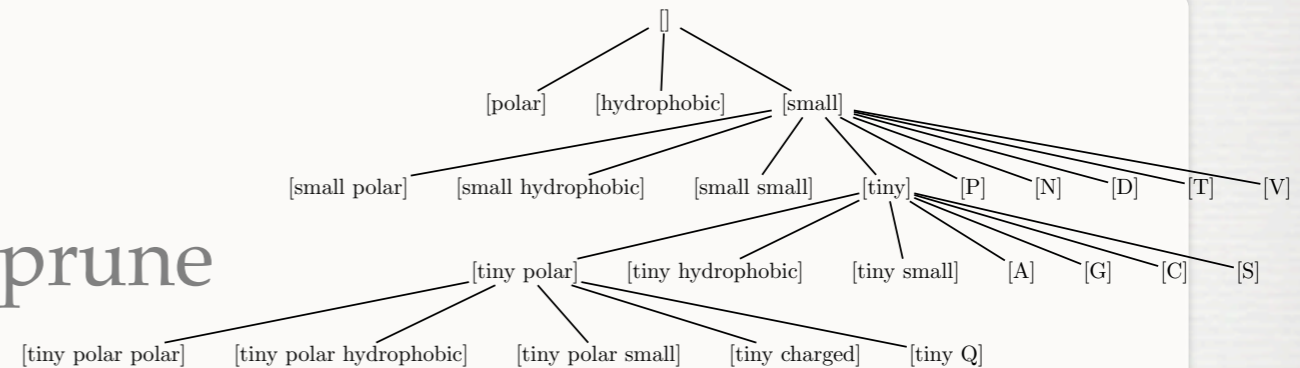 []
[polar] [hydrophobic] [small]
[small polar] [small hydrophobic] [small small] [tiny] [P] [N] [D] [T] [V]
prune
[tiny polar] [tiny hydrophobic] [tiny small] [A] [G] [C] [S]
[tiny polar polar] [tiny polar hydrophobic] [tiny polar small] [tiny charged] [tiny Q]